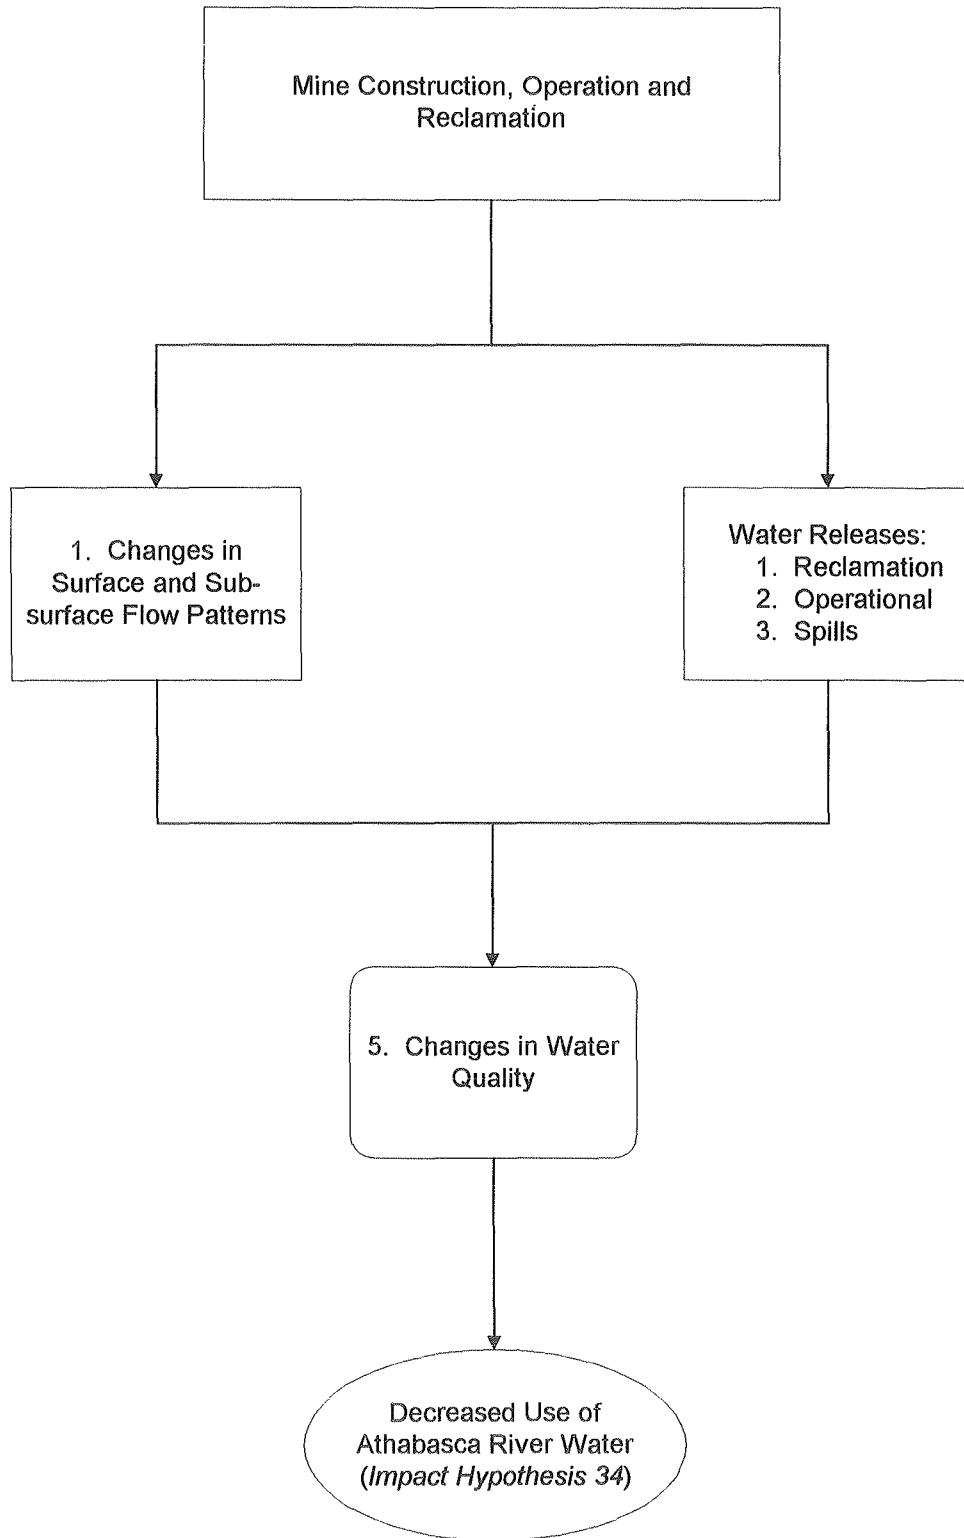 Mine Construction, Operation and
Reclamation
1. Changes in
Surface and Sub-
surface Flow Patterns
Water Releases:
1. Reclamation
2. Operational
3. Spills
5. Changes in Water
Quality
Decreased Use of
Athabasca River Water
(Impact Hypothesis 34)